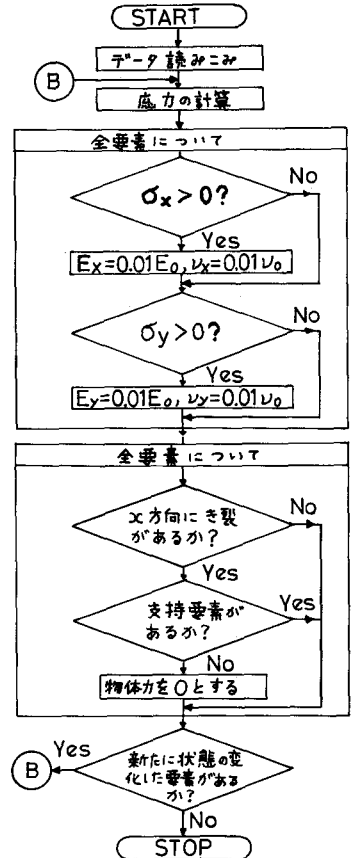 START
データ読みこみ
B
応力の計算
全要素について
σx>0?
No
Yes
Ex=0.01E0, νx=0.01ν0
σy>0?
No
Yes
Ey=0.01E0, νy=0.01ν0
全要素について
x方向にき裂
があるか?
No
Yes
支持要素が
あるか?
Yes
No
物体力を0とする
新たに状態の変
化した要素がある
か?
Yes
B
No
STOP